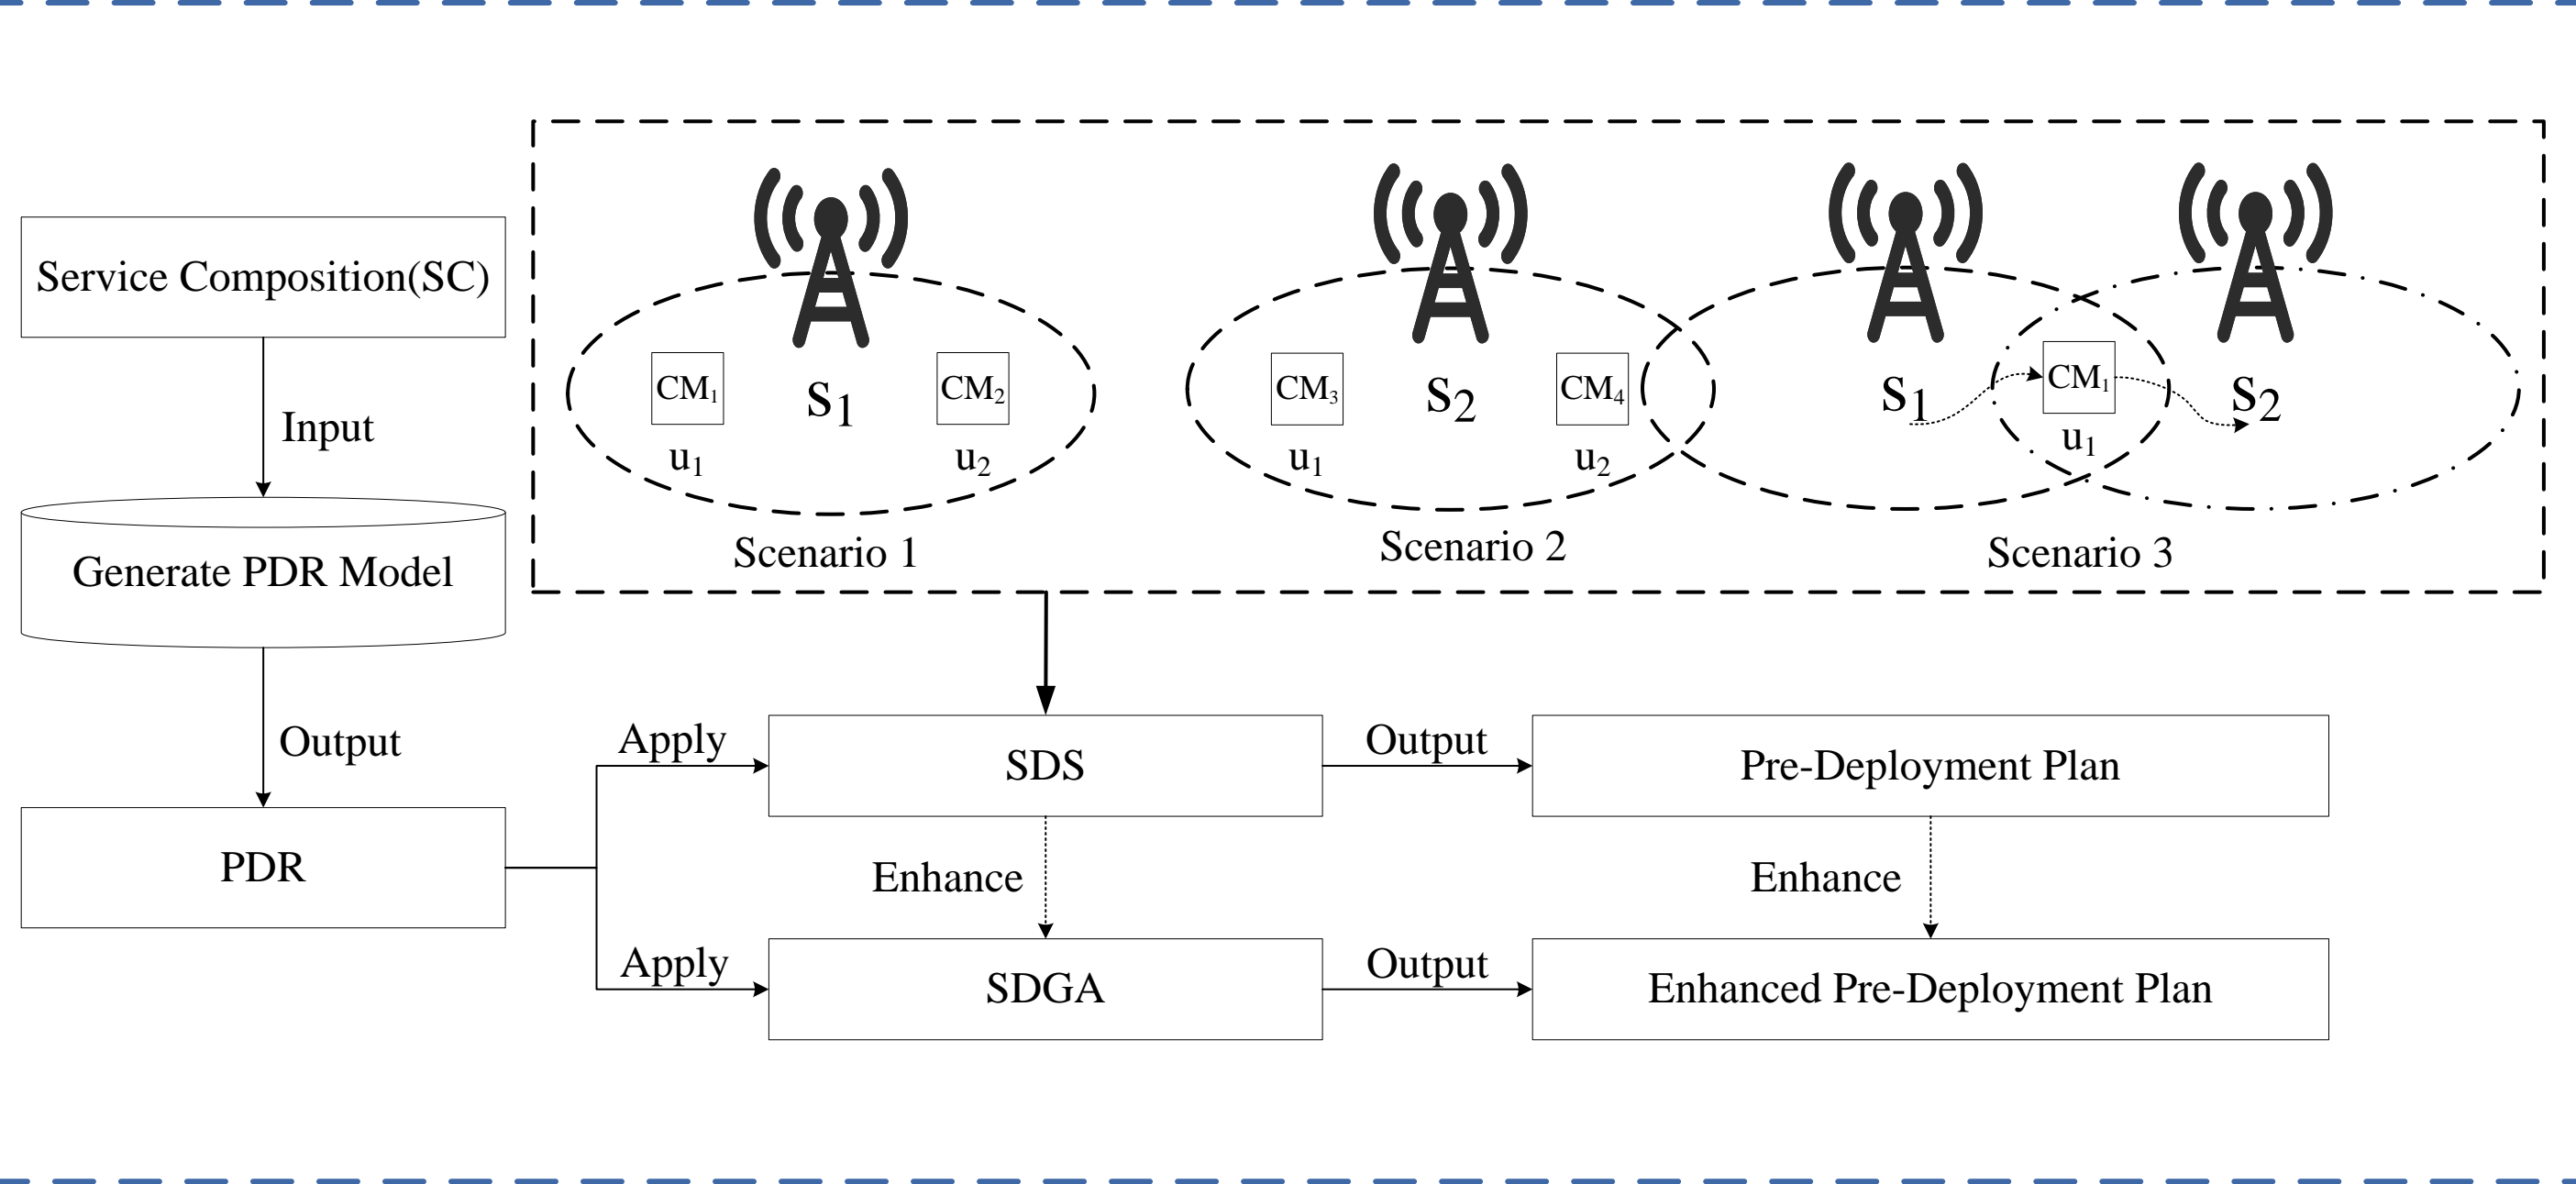 Service Composition(SC)
Input
Generate PDR Model
Output
PDR
CM₁
u₁
S₁
CM₂
u₂
Scenario 1
CM₃
u₁
S₂
CM₄
u₂
Scenario 2
S₁
CM₁
u₁
S₂
Scenario 3
Apply
SDS
Output
Pre-Deployment Plan
Enhance
Enhance
Apply
SDGA
Output
Enhanced Pre-Deployment Plan